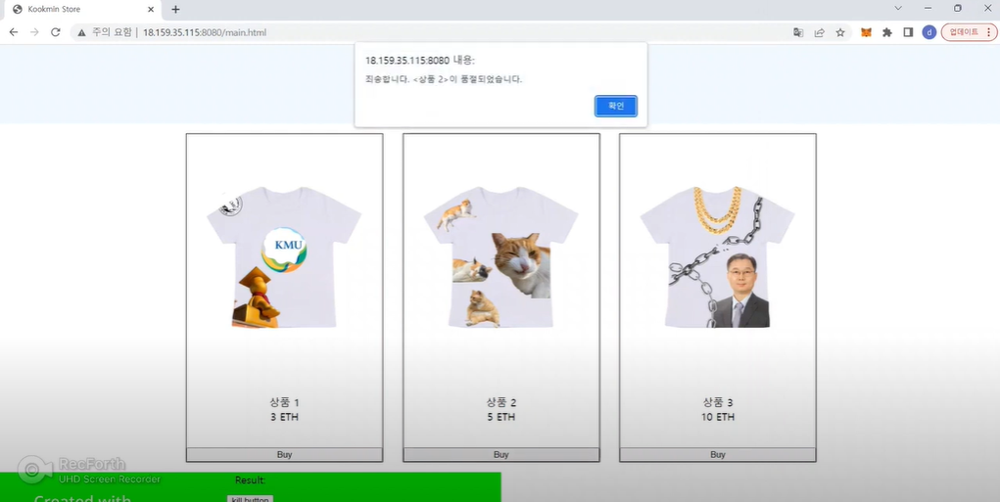 Kookmin Store
주의 요함 | 18.159.35.115:8080/main.html
d
업데이트
18.159.35.115:8080 내용:
죄송합니다. <상품 2>이 품절되었습니다.
확인
KMU
상품 1
3 ETH
Buy
상품 2
5 ETH
Buy
상품 3
10 ETH
Buy
RecForth
UHD Screen Recorder
Created with
Result:
kill button